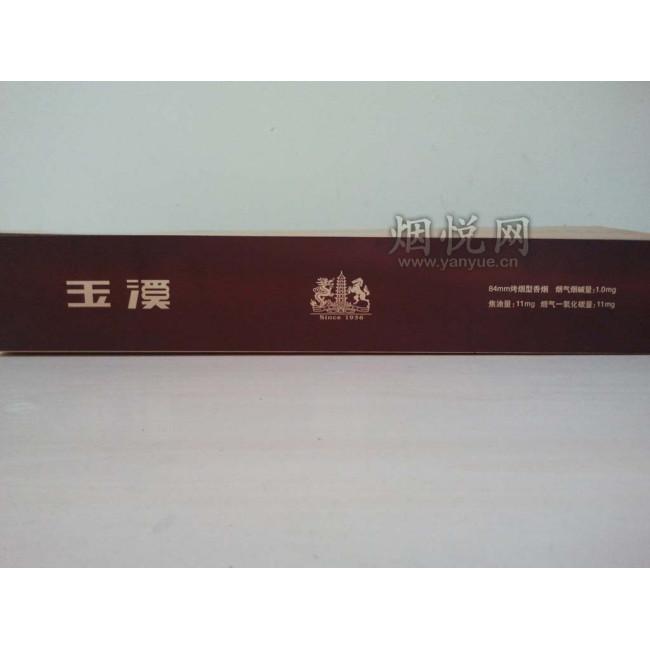 烟悦网
www.yanyue.cn
玉溪
Since 1956
84mm烤烟型香烟 烟气烟碱量:1.0mg
焦油量:11mg 烟气一氧化碳量:11mg